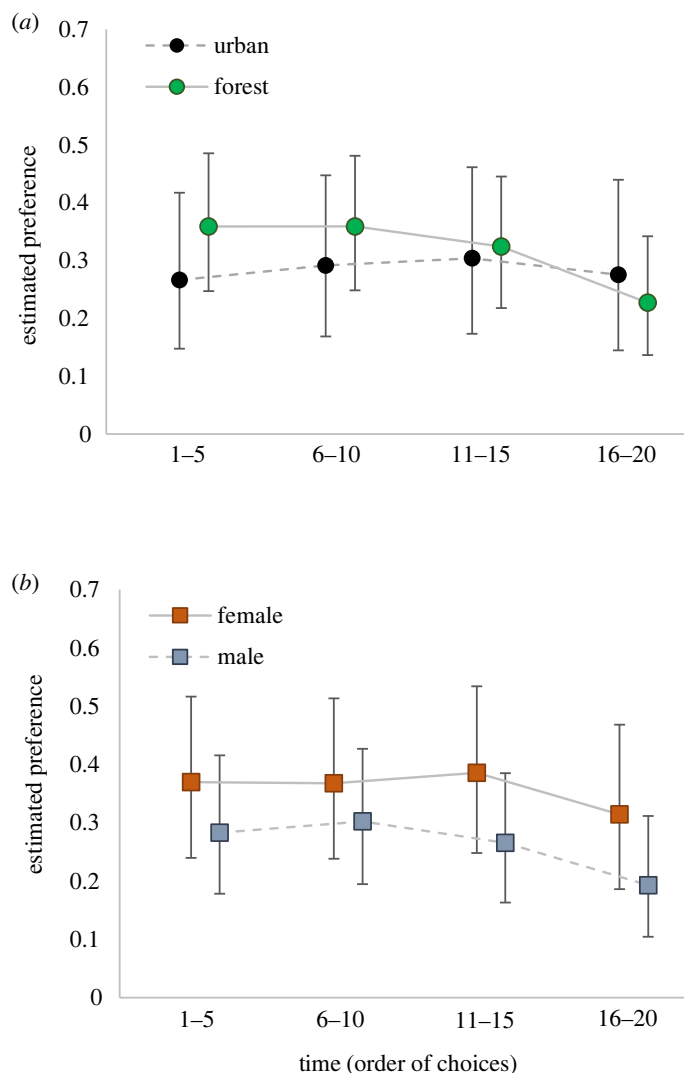 (a)
0.7
0.6
0.5
0.4
0.3
0.2
0.1
0
estimated preference
urban
forest
1–5 6–10 11–15 16–20
(b)
0.7
0.6
0.5
0.4
0.3
0.2
0.1
0
estimated preference
female
male
1–5 6–10 11–15 16–20
time (order of choices)